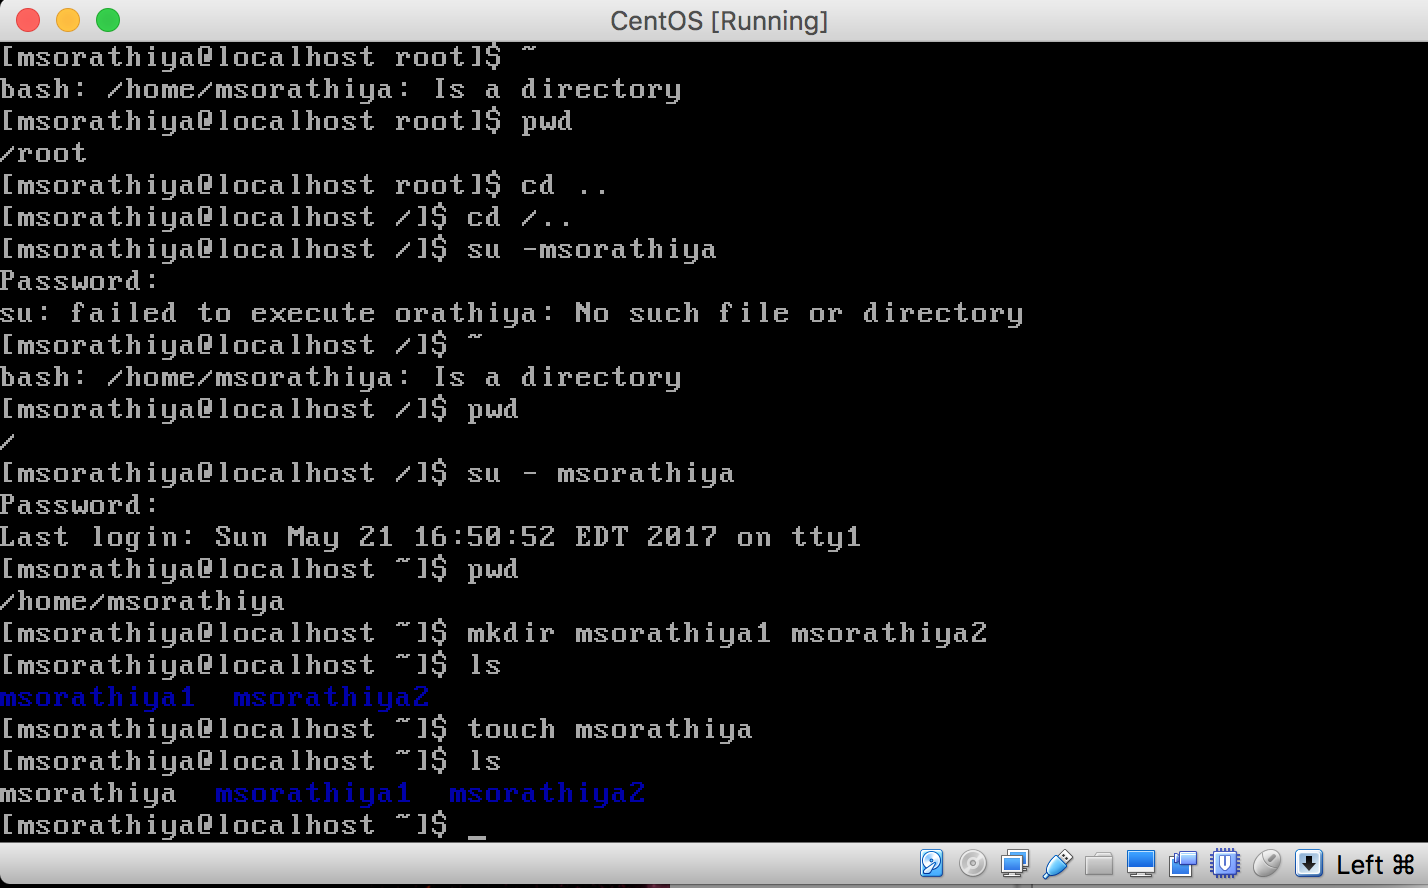 CentOS [Running]
[msorathiya@localhost root]$ ~
bash: /home/msorathiya: Is a directory
[msorathiya@localhost root]$ pwd
/root
[msorathiya@localhost root]$ cd ..
[msorathiya@localhost /]$ cd /..
[msorathiya@localhost /]$ su -msorathiya
Password:
su: failed to execute orathiya: No such file or directory
[msorathiya@localhost /]$ ~
bash: /home/msorathiya: Is a directory
[msorathiya@localhost /]$ pwd
/
[msorathiya@localhost /]$ su - msorathiya
Password:
Last login: Sun May 21 16:50:52 EDT 2017 on tty1
[msorathiya@localhost ~]$ pwd
/home/msorathiya
[msorathiya@localhost ~]$ mkdir msorathiya1 msorathiya2
[msorathiya@localhost ~]$ ls
msorathiya1  msorathiya2
[msorathiya@localhost ~]$ touch msorathiya
[msorathiya@localhost ~]$ ls
msorathiya  msorathiya1  msorathiya2
[msorathiya@localhost ~]$ _
Left ⌘